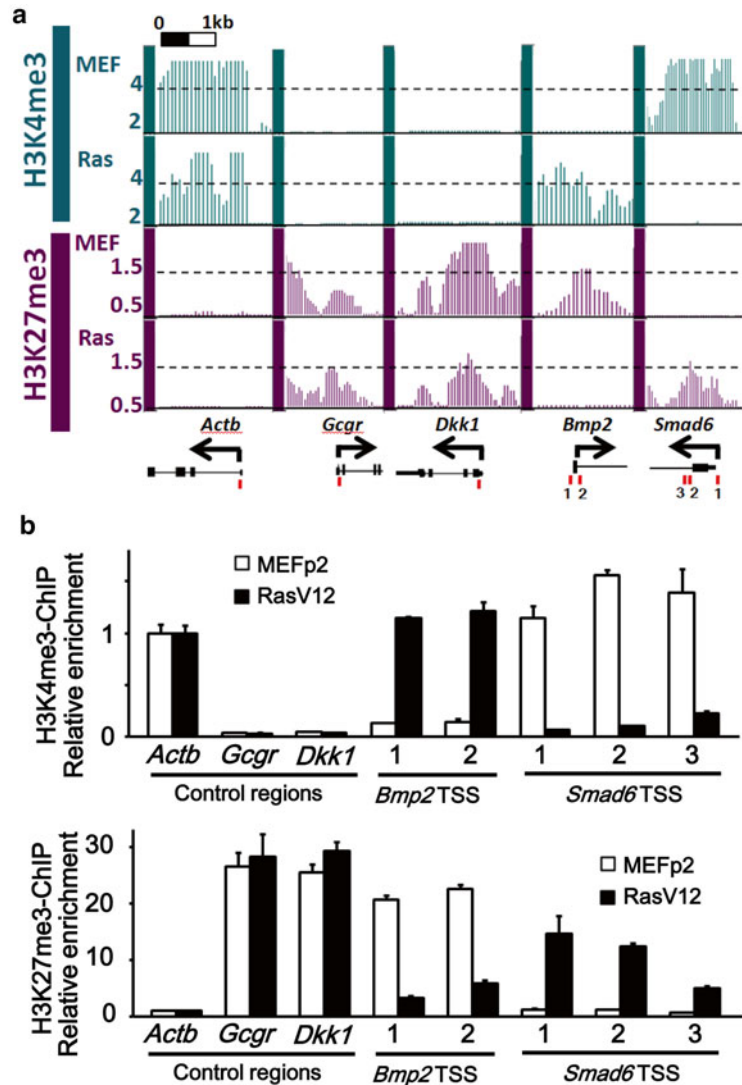 a
0 1kb
H3K4me3
MEF
4
2
Ras
4
2
H3K27me3
MEF
1.5
0.5
Ras
1.5
0.5
Actb Gcgr Dkk1 Bmp2 Smad6
1 2 3 2 1
b
H3K4me3-ChIP
Relative enrichment
1
0
MEFp2
RasV12
Actb Gcgr Dkk1 1 2 1 2 3
Control regions Bmp2 TSS Smad6 TSS
H3K27me3-ChIP
Relative enrichment
30
20
10
0
MEFp2
RasV12
Actb Gcgr Dkk1 1 2 1 2 3
Control regions Bmp2 TSS Smad6 TSS